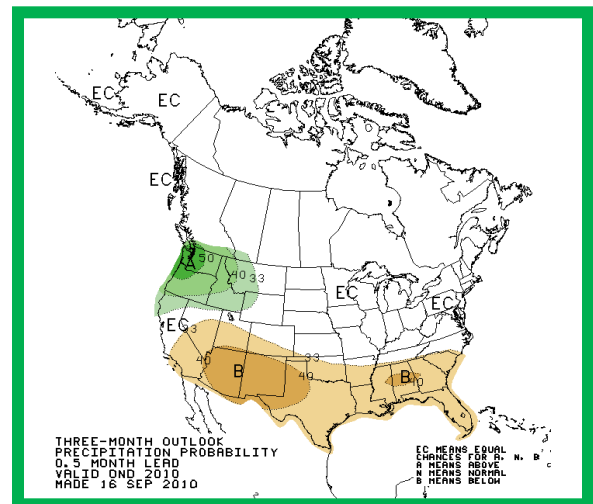 EC
EC
EC
A 50
40 33
EC
EC
EC 33
40
33
B
40
B 40
THREE-MONTH OUTLOOK
PRECIPITATION PROBABILITY
0.5 MONTH LEAD
VALID OND 2010
MADE 16 SEP 2010
EC MEANS EQUAL
CHANCES FOR A, N, B
A MEANS ABOVE
N MEANS NORMAL
B MEANS BELOW